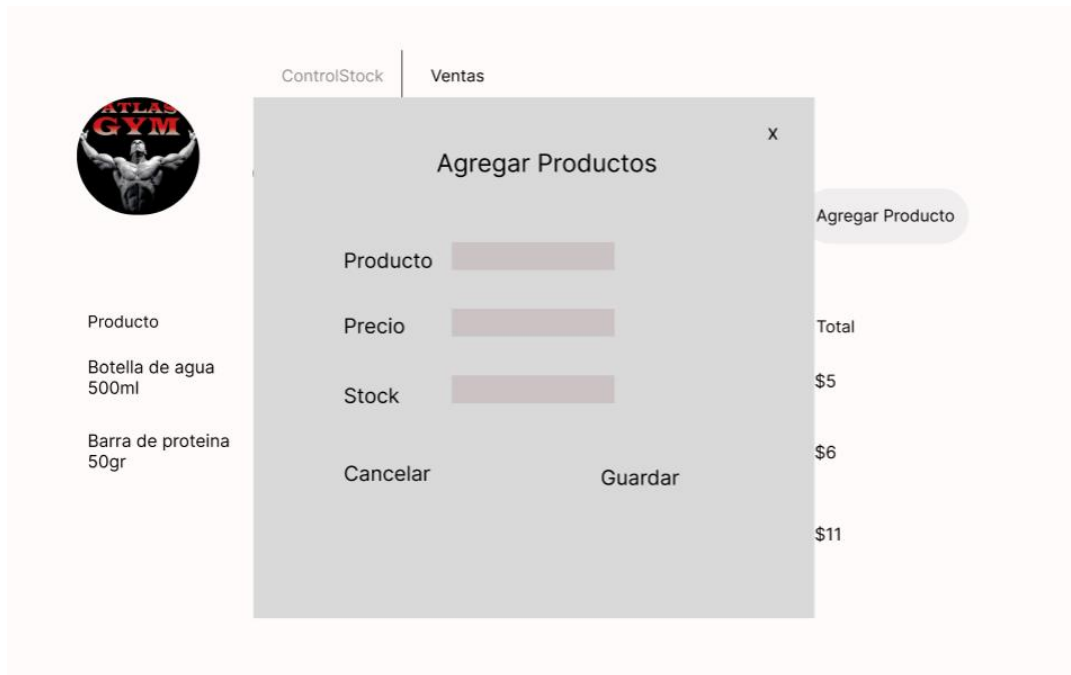 ControlStock
Ventas
ATLAS
GYM
x
Agregar Productos
Agregar Producto
Producto
Precio
Stock
Cancelar
Guardar
Producto
Total
Botella de agua
500ml
$5
Barra de proteina
50gr
$6
$11